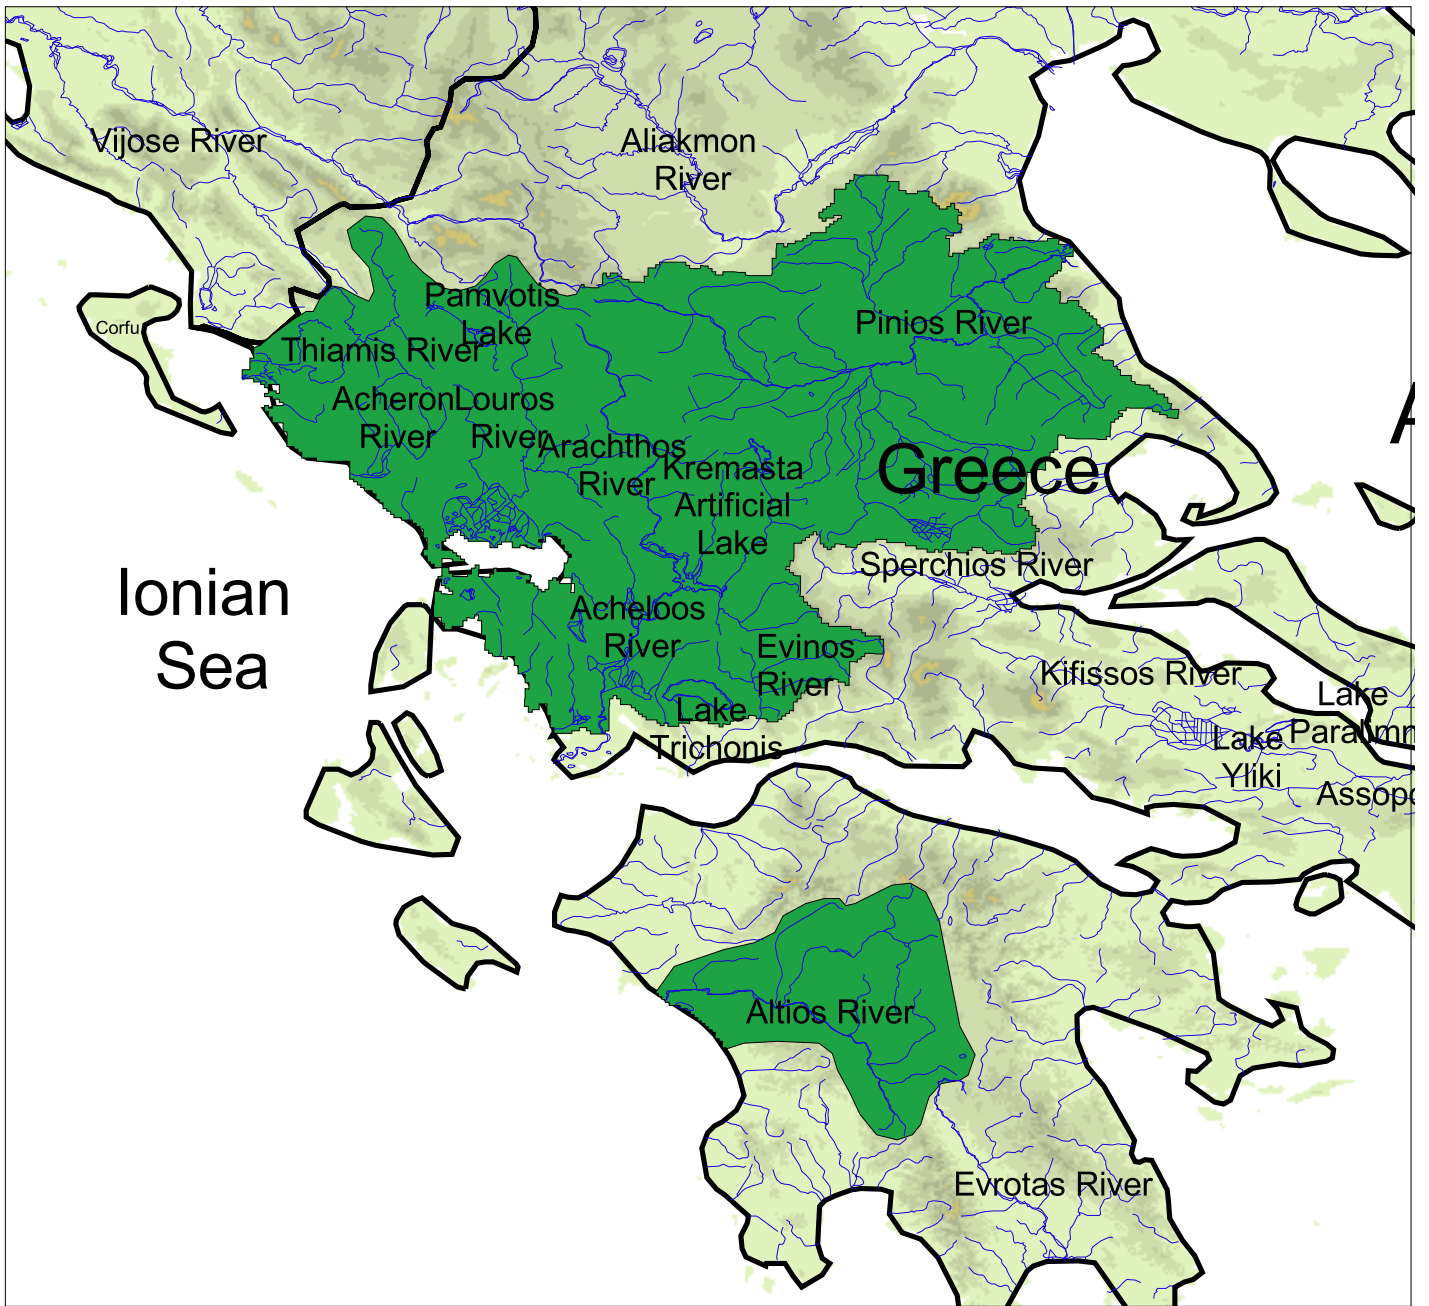 Vijose River
Aliakmon
River
Corfu
Pamvotis
Lake
Thiamis River
Pinios River
Acheron
River
Louros
River
Arachthos
River
Kremasta
Artificial
Lake
Greece
A
Ionian
Sea
Sperchios River
Acheloos
River
Evinos
River
Kifissos River
Lake
Trichonis
Lake
Paralimn
Lake
Yliki
Assopo
Altios River
Evrotas River